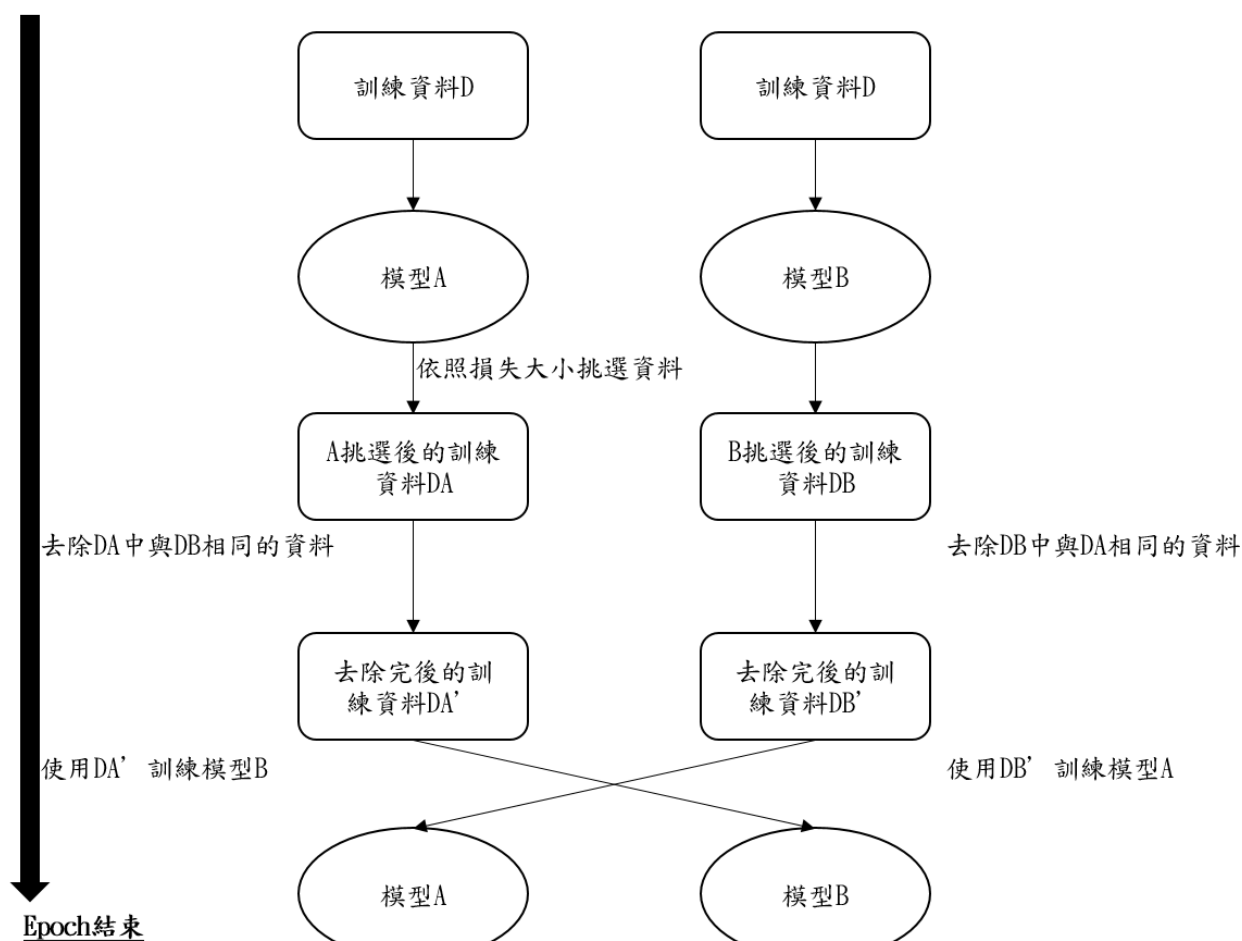 訓練資料D
訓練資料D
模型A
模型B
依照損失大小挑選資料
A挑選後的訓練
資料DA
B挑選後的訓練
資料DB
去除DA中與DB相同的資料
去除DB中與DA相同的資料
去除完後的訓
練資料DA’
去除完後的訓
練資料DB’
使用DA’ 訓練模型B
使用DB’ 訓練模型A
模型A
模型B
Epoch結束